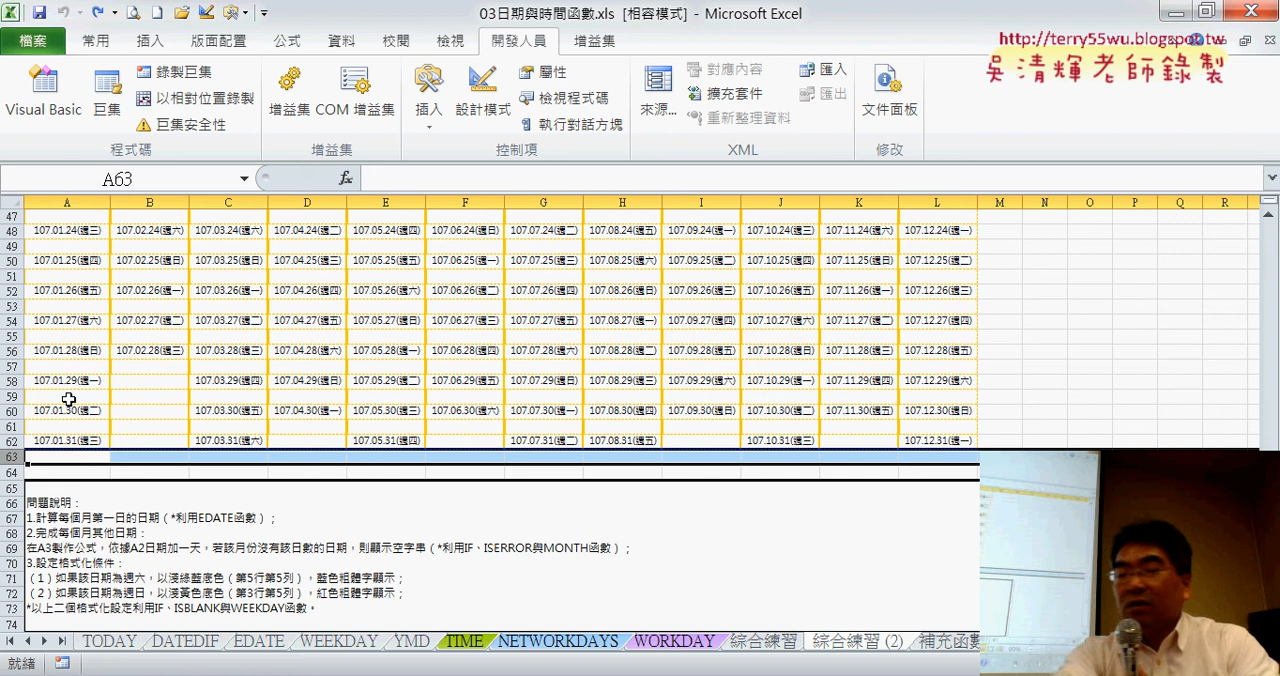 03日期與時間函數.xls [相容模式] - Microsoft Excel
檔案 常用 插入 版面配置 公式 資料 校閱 檢視 開發人員 增益集
http://terry55wu.blogspot.tw
吳清輝老師錄製
Visual Basic 巨集 錄製巨集 以相對位置錄製 巨集安全性
增益集 COM 增益集
插入 設計模式 屬性 檢視程式碼 執行對話方塊
來源... 對應內容 擴充套件 重新整理資料 匯入 匯出
文件面板
程式碼 增益集 控制項 XML 修改
A63 fx
A B C D E F G H I J K L M N O P Q R
47
48 107.01.24(週三) 107.02.24(週六) 107.03.24(週六) 107.04.24(週二) 107.05.24(週四) 107.06.24(週日) 107.07.24(週二) 107.08.24(週五) 107.09.24(週一) 107.10.24(週三) 107.11.24(週六) 107.12.24(週一)
49
50 107.01.25(週四) 107.02.25(週日) 107.03.25(週日) 107.04.25(週三) 107.05.25(週五) 107.06.25(週一) 107.07.25(週三) 107.08.25(週六) 107.09.25(週二) 107.10.25(週四) 107.11.25(週日) 107.12.25(週二)
51
52 107.01.26(週五) 107.02.26(週一) 107.03.26(週一) 107.04.26(週四) 107.05.26(週六) 107.06.26(週二) 107.07.26(週四) 107.08.26(週日) 107.09.26(週三) 107.10.26(週五) 107.11.26(週一) 107.12.26(週三)
53
54 107.01.27(週六) 107.02.27(週二) 107.03.27(週二) 107.04.27(週五) 107.05.27(週日) 107.06.27(週三) 107.07.27(週五) 107.08.27(週一) 107.09.27(週四) 107.10.27(週六) 107.11.27(週二) 107.12.27(週四)
55
56 107.01.28(週日) 107.02.28(週三) 107.03.28(週三) 107.04.28(週六) 107.05.28(週一) 107.06.28(週四) 107.07.28(週六) 107.08.28(週二) 107.09.28(週五) 107.10.28(週日) 107.11.28(週三) 107.12.28(週五)
57
58 107.01.29(週一) 107.03.29(週四) 107.04.29(週日) 107.05.29(週二) 107.06.29(週五) 107.07.29(週日) 107.08.29(週三) 107.09.29(週六) 107.10.29(週一) 107.11.29(週四) 107.12.29(週六)
59
60 107.01.30(週二) 107.03.30(週五) 107.04.30(週一) 107.05.30(週三) 107.06.30(週六) 107.07.30(週一) 107.08.30(週四) 107.09.30(週日) 107.10.30(週二) 107.11.30(週五) 107.12.30(週日)
61
62 107.01.31(週三) 107.03.31(週六) 107.05.31(週四) 107.07.31(週二) 107.08.31(週五) 107.10.31(週三) 107.12.31(週一)
63
64
65
66 問題說明：
67 1.計算每個月第一日的日期（*利用EDATE函數）；
68 2.完成每個月其他日期：
69 在A3製作公式，依據A2日期加一天，若該月份沒有該日數的日期，則顯示空字串（*利用IF、ISERROR與MONTH函數）；
70 3.設定格式化條件：
71 （1）如果該日期為週六，以淺綠藍底色（第5行第5列），藍色粗體字顯示；
72 （2）如果該日期為週日，以淺黃色底色（第3行第5列），紅色粗體字顯示；
73 *以上二個格式化設定利用IF、ISBLANK與WEEKDAY函數。
74
TODAY DATEDIF EDATE WEEKDAY YMD TIME NETWORKDAYS WORKDAY 綜合練習 綜合練習 (2) 補充函數
就緒